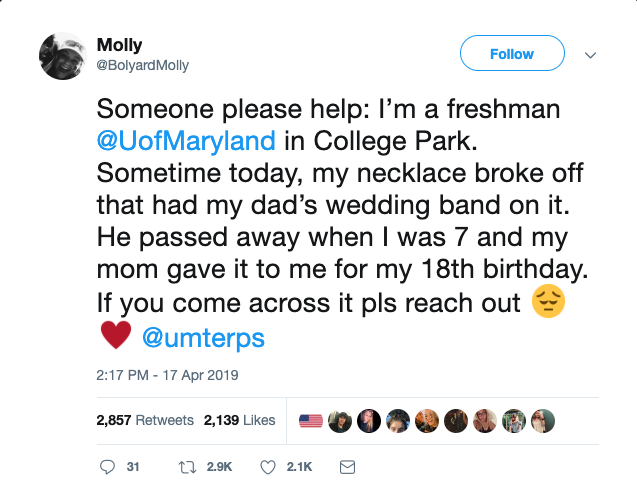 Molly
@BolyardMolly
Follow
Someone please help: I’m a freshman
@UofMaryland in College Park.
Sometime today, my necklace broke off
that had my dad’s wedding band on it.
He passed away when I was 7 and my
mom gave it to me for my 18th birthday.
If you come across it pls reach out 😔
❤️ @umterps
2:17 PM - 17 Apr 2019
2,857 Retweets 2,139 Likes
31 2.9K 2.1K